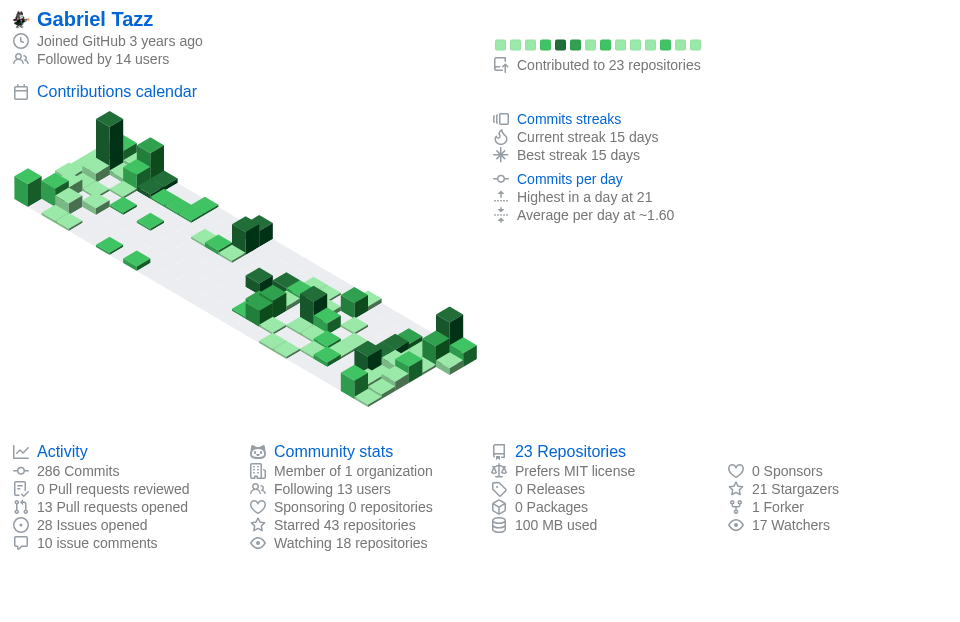 Gabriel Tazz
Joined GitHub 3 years ago
Followed by 14 users
Contributed to 23 repositories
Contributions calendar
Commits streaks
Current streak 15 days
Best streak 15 days
Commits per day
Highest in a day at 21
Average per day at ~1.60
Activity
286 Commits
0 Pull requests reviewed
13 Pull requests opened
28 Issues opened
10 issue comments
Community stats
Member of 1 organization
Following 13 users
Sponsoring 0 repositories
Starred 43 repositories
Watching 18 repositories
23 Repositories
Prefers MIT license
0 Releases
0 Packages
100 MB used
0 Sponsors
21 Stargazers
1 Forker
17 Watchers